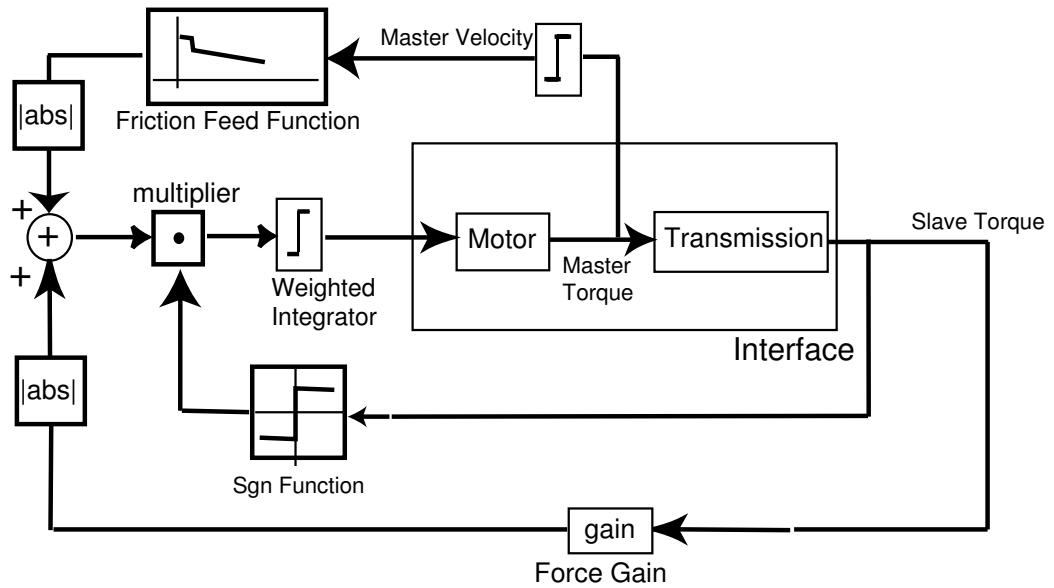 Master Velocity
Friction Feed Function
|abs|
multiplier
+
+
+
Motor
Transmission
Slave Torque
Master
Torque
Weighted
Integrator
Interface
|abs|
Sgn Function
gain
Force Gain